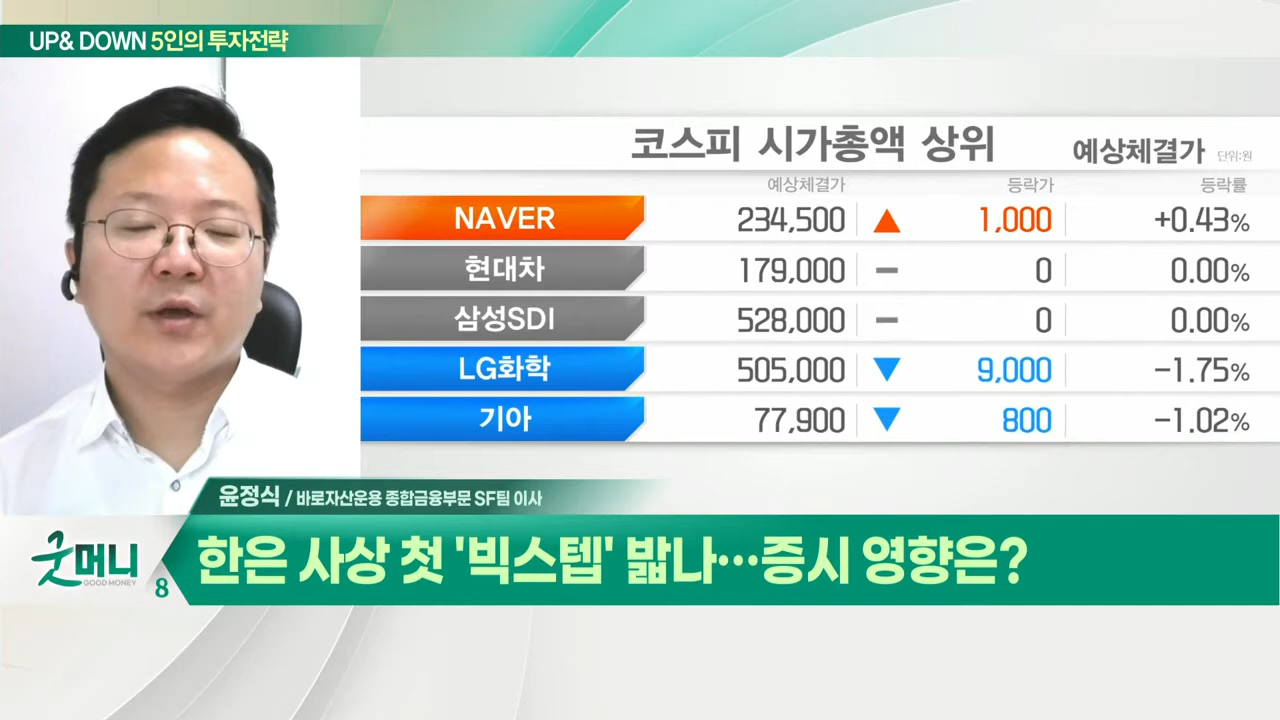 UP& DOWN 5인의 투자전략
코스피 시가총액 상위 예상체결가 단위:원
예상체결가 등락가 등락률
NAVER 234,500 ▲ 1,000 +0.43%
현대차 179,000 − 0 0.00%
삼성SDI 528,000 − 0 0.00%
LG화학 505,000 ▼ 9,000 −1.75%
기아 77,900 ▼ 800 −1.02%
윤정식 / 바로자산운용 종합금융부문 SF팀 이사
굿머니
GOOD MONEY
8
한은 사상 첫 '빅스텝' 밟나…증시 영향은?